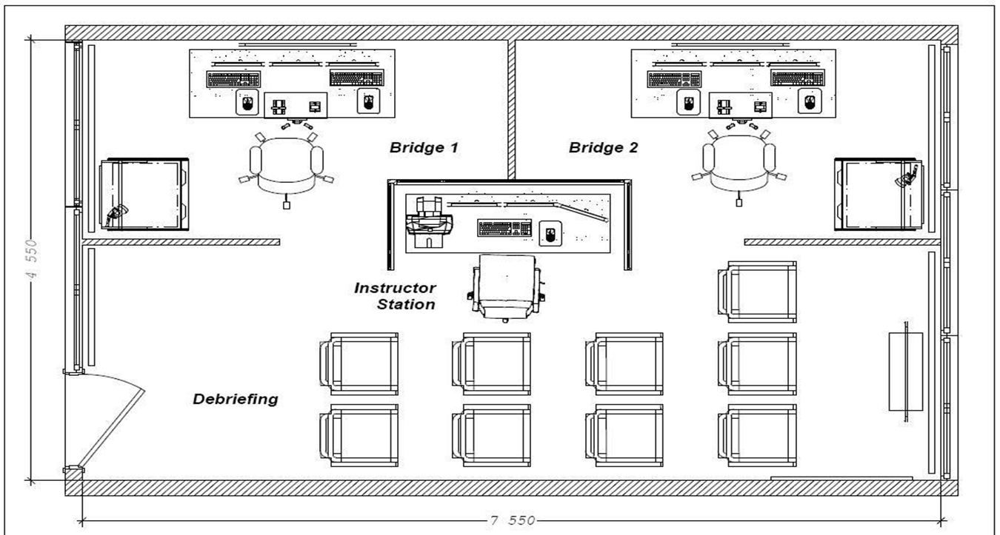 Bridge 1
Bridge 2
Instructor
Station
Debriefing
4 550
7 550